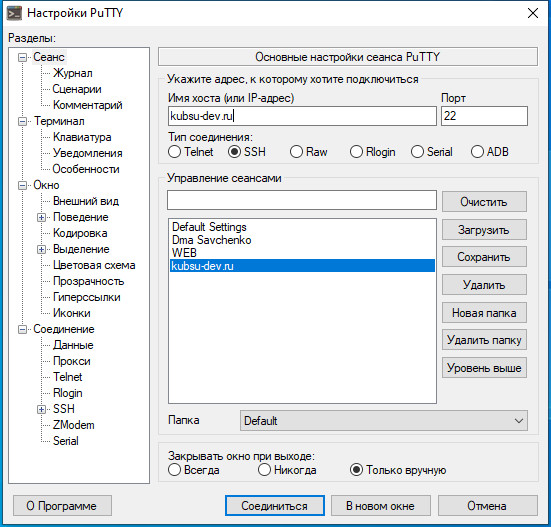 Настройки PuTTY
Разделы:
Сеанс
Журнал
Сценарии
Комментарий
Терминал
Клавиатура
Уведомления
Особенности
Окно
Внешний вид
Поведение
Кодировка
Выделение
Цветовая схема
Прозрачность
Гиперссылки
Иконки
Соединение
Данные
Прокси
Telnet
Rlogin
SSH
ZModem
Serial
Основные настройки сеанса PuTTY
Укажите адрес, к которому хотите подключиться
Имя хоста (или IP-адрес) Порт
kubsu-dev.ru 22
Тип соединения:
Telnet SSH Raw Rlogin Serial ADB
Управление сеансами
Default Settings
Dma Savchenko
WEB
kubsu-dev.ru
Очистить
Загрузить
Сохранить
Удалить
Новая папка
Удалить папку
Уровень выше
Папка Default
Закрывать окно при выходе:
Всегда Никогда Только вручную
О Программе Соединиться В новом окне Отмена